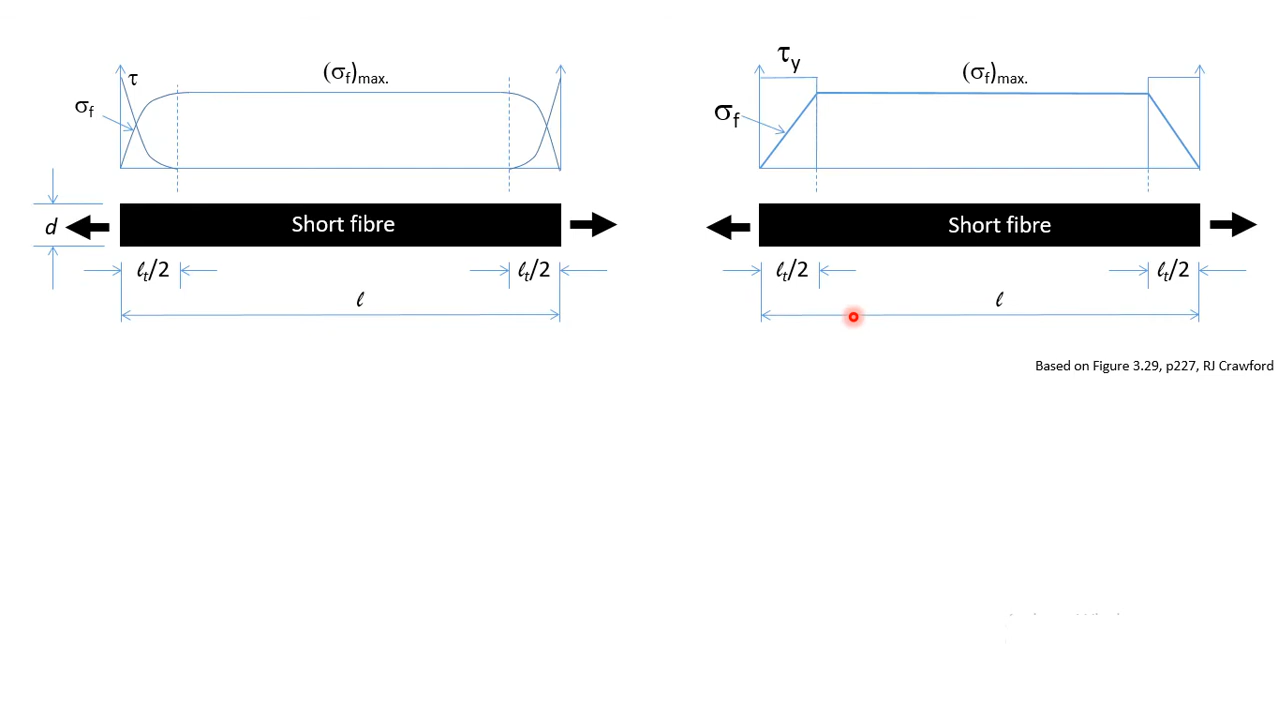 τ
(σf)max.
σf
d
Short fibre
ℓt/2
ℓt/2
ℓ
τy
(σf)max.
σf
Short fibre
ℓt/2
ℓt/2
ℓ
Based on Figure 3.29, p227, RJ Crawford